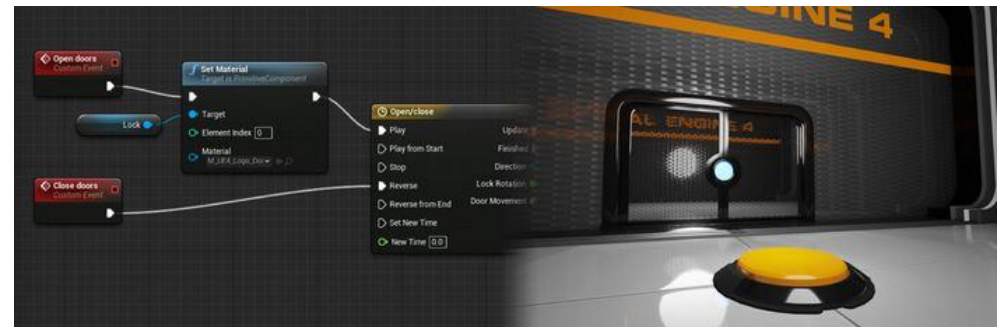 Open doors
Custom Event
Set Material
Target is PrimitiveComponent
Lock
Target
Element Index 0
Material
M_UE4_Logo_Doi
Close doors
Custom Event
Open/close
Play
Update
Play from Start
Finished
Stop
Direction
Reverse
Lock Rotation
Reverse from End
Door Movement
Set New Time
New Time 0.0
INE 4
AL ENGINE 4